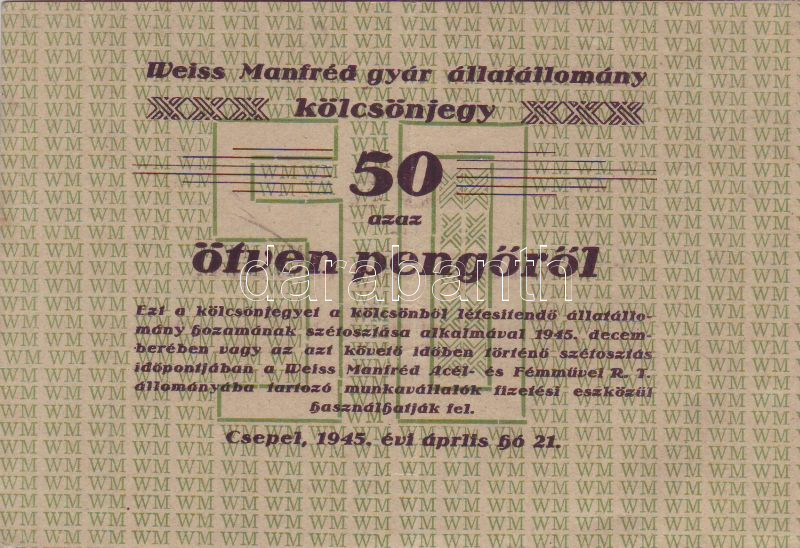 Weiss Manfréd gyár állatállomány
kölcsönjegy
50
azaz
ötven pengőről
darabanth
Ezt a kölcsönjegyet a kölcsönből létesitendő állatállo-
mány hozamának szétosztása alkalmával 1945. decem-
berében vagy az azt követő időben történő szétosztás
időpontjában a Weiss Manfréd Acél- és Fémművei R. T.
állományába tartozó munkavállalók fizetési eszközül
használhatják fel.
Csepel, 1945. évi április hó 21.